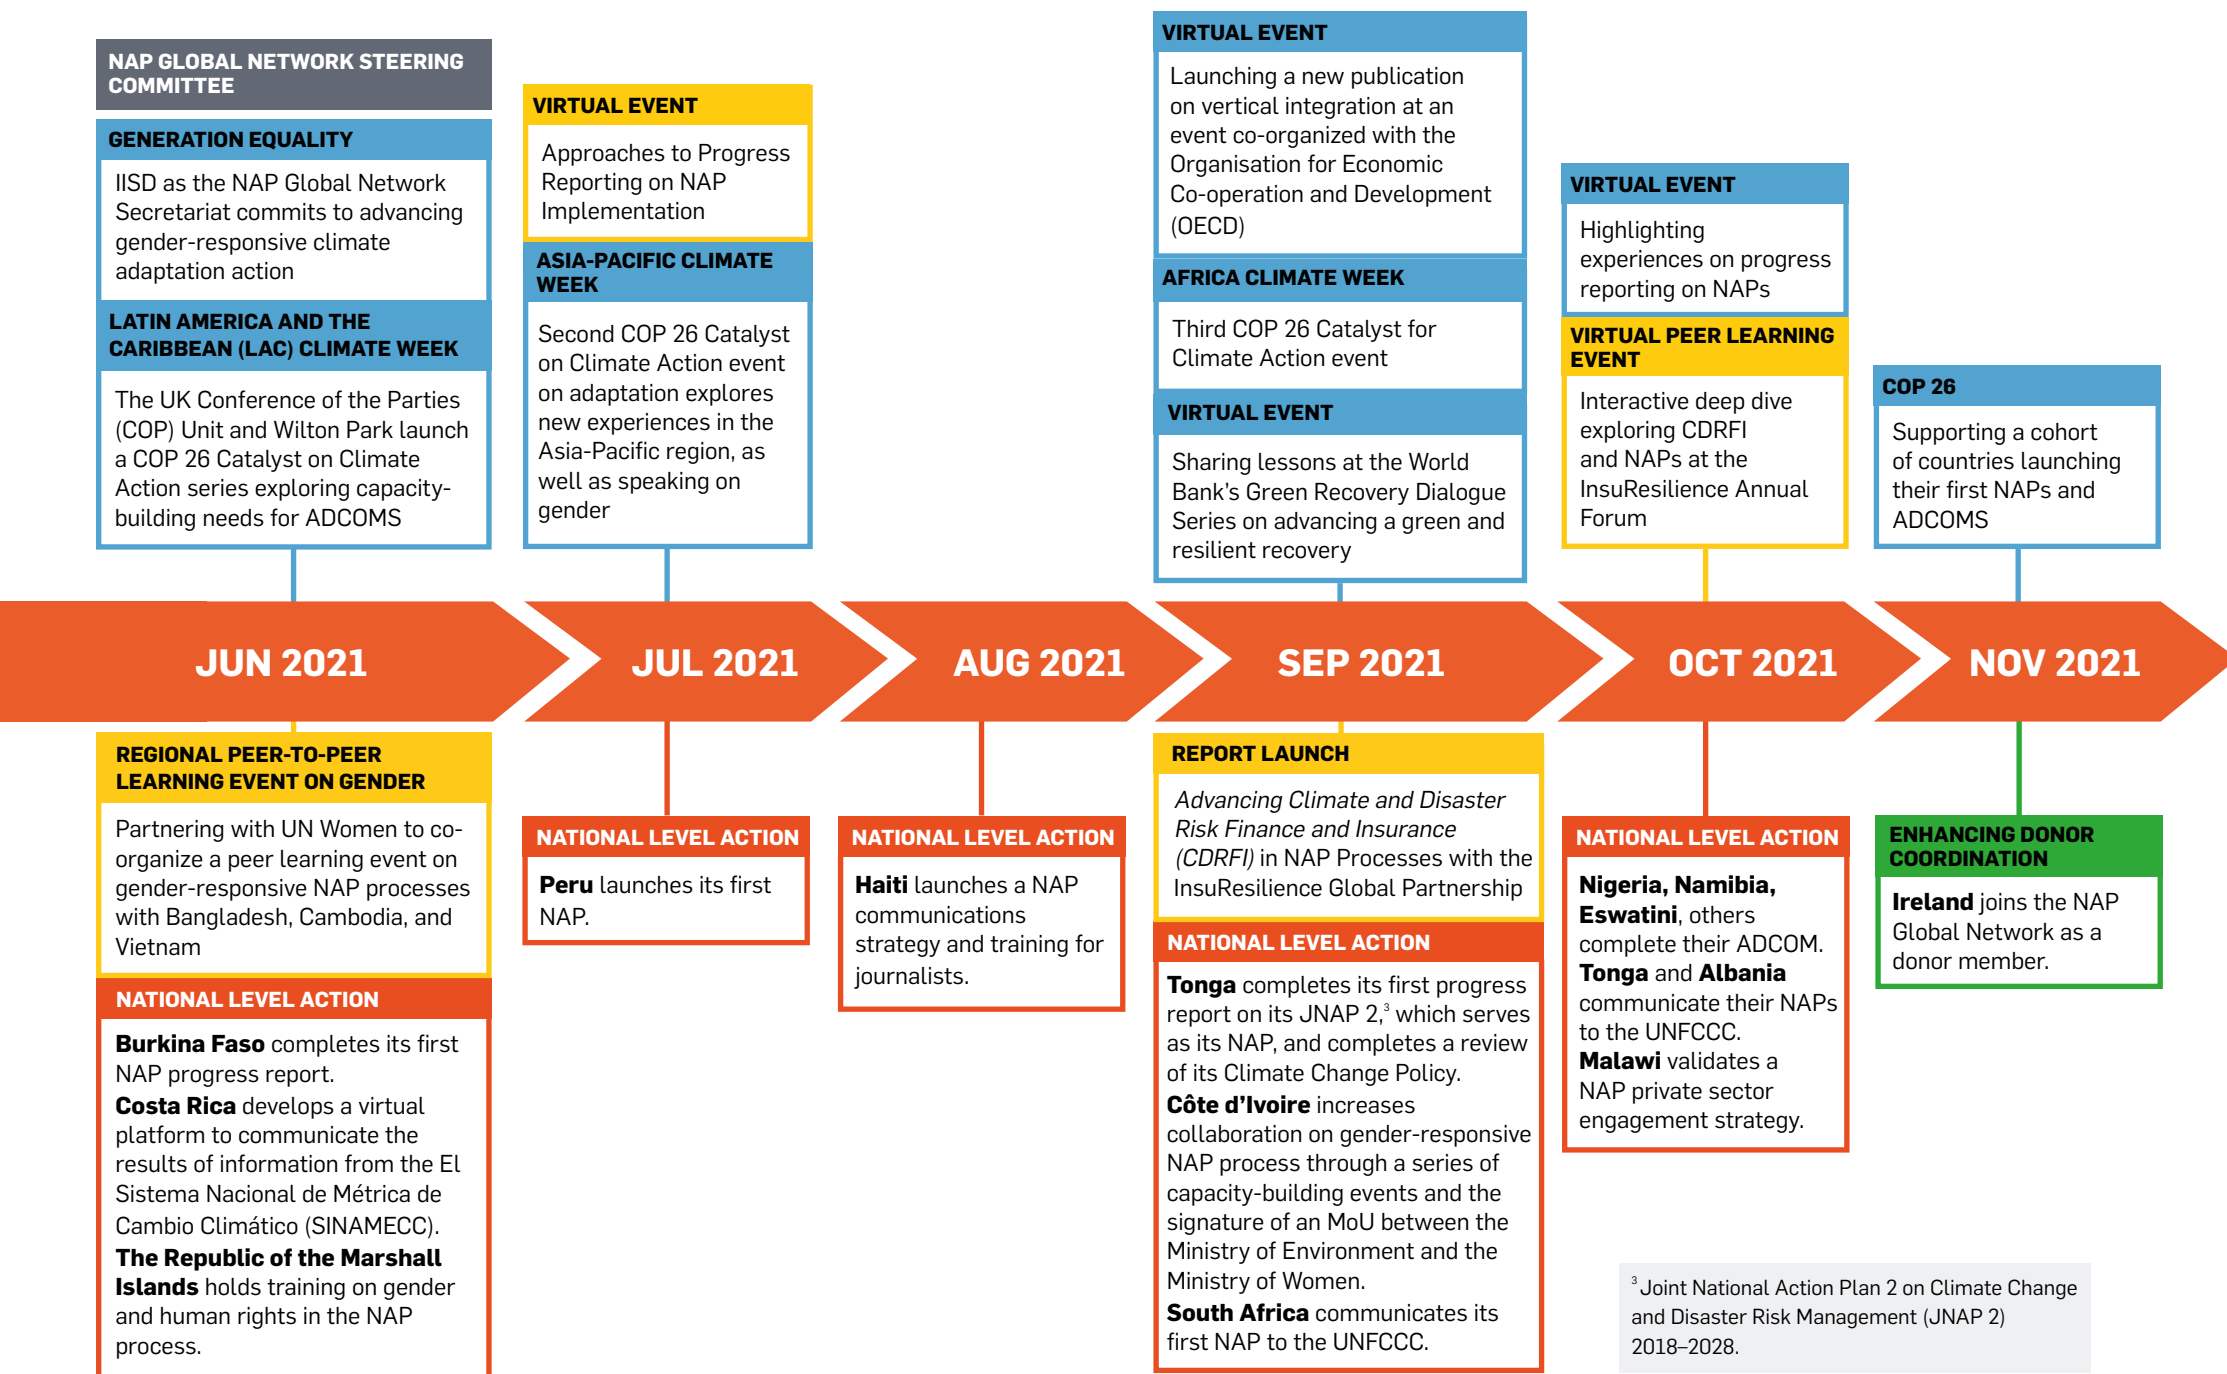 NAP GLOBAL NETWORK STEERING
COMMITTEE
GENERATION EQUALITY
IISD as the NAP Global Network
Secretariat commits to advancing
gender-responsive climate
adaptation action
LATIN AMERICA AND THE
CARIBBEAN (LAC) CLIMATE WEEK
The UK Conference of the Parties
(COP) Unit and Wilton Park launch
a COP 26 Catalyst on Climate
Action series exploring capacity-
building needs for ADCOMS
VIRTUAL EVENT
Approaches to Progress
Reporting on NAP
Implementation
ASIA-PACIFIC CLIMATE
WEEK
Second COP 26 Catalyst
on Climate Action event
on adaptation explores
new experiences in the
Asia-Pacific region, as
well as speaking on
gender
VIRTUAL EVENT
Launching a new publication
on vertical integration at an
event co-organized with the
Organisation for Economic
Co-operation and Development
(OECD)
AFRICA CLIMATE WEEK
Third COP 26 Catalyst for
Climate Action event
VIRTUAL EVENT
Sharing lessons at the World
Bank's Green Recovery Dialogue
Series on advancing a green and
resilient recovery
VIRTUAL EVENT
Highlighting
experiences on progress
reporting on NAPs
VIRTUAL PEER LEARNING
EVENT
Interactive deep dive
exploring CDRFI
and NAPs at the
InsuResilience Annual
Forum
COP 26
Supporting a cohort
of countries launching
their first NAPs and
ADCOMS
JUN 2021
JUL 2021
AUG 2021
SEP 2021
OCT 2021
NOV 2021
REGIONAL PEER-TO-PEER
LEARNING EVENT ON GENDER
Partnering with UN Women to co-
organize a peer learning event on
gender-responsive NAP processes
with Bangladesh, Cambodia, and
Vietnam
NATIONAL LEVEL ACTION
Burkina Faso completes its first
NAP progress report.
Costa Rica develops a virtual
platform to communicate the
results of information from the El
Sistema Nacional de Métrica de
Cambio Climático (SINAMECC).
The Republic of the Marshall
Islands holds training on gender
and human rights in the NAP
process.
NATIONAL LEVEL ACTION
Peru launches its first
NAP.
NATIONAL LEVEL ACTION
Haiti launches a NAP
communications
strategy and training for
journalists.
REPORT LAUNCH
Advancing Climate and Disaster
Risk Finance and Insurance
(CDRFI) in NAP Processes with the
InsuResilience Global Partnership
NATIONAL LEVEL ACTION
Tonga completes its first progress
report on its JNAP 2,³ which serves
as its NAP, and completes a review
of its Climate Change Policy.
Côte d'Ivoire increases
collaboration on gender-responsive
NAP process through a series of
capacity-building events and the
signature of an MoU between the
Ministry of Environment and the
Ministry of Women.
South Africa communicates its
first NAP to the UNFCCC.
NATIONAL LEVEL ACTION
Nigeria, Namibia,
Eswatini, others
complete their ADCOM.
Tonga and Albania
communicate their NAPs
to the UNFCCC.
Malawi validates a
NAP private sector
engagement strategy.
ENHANCING DONOR
COORDINATION
Ireland joins the NAP
Global Network as a
donor member.
³ Joint National Action Plan 2 on Climate Change
and Disaster Risk Management (JNAP 2)
2018–2028.